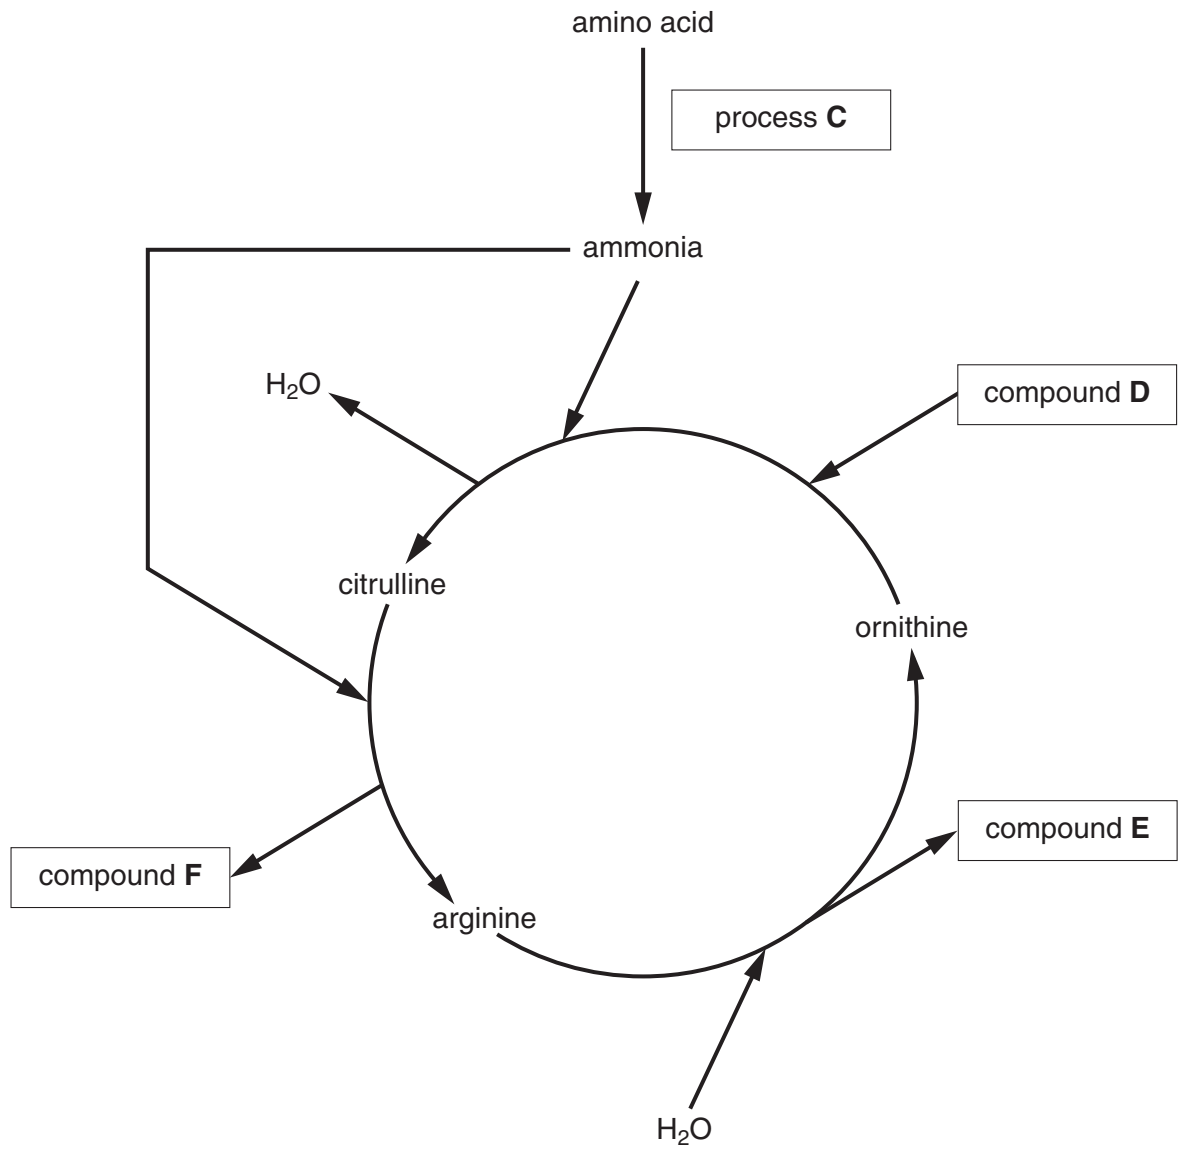 amino acid
process C
ammonia
H₂O
compound D
citrulline
ornithine
compound E
compound F
arginine
H₂O